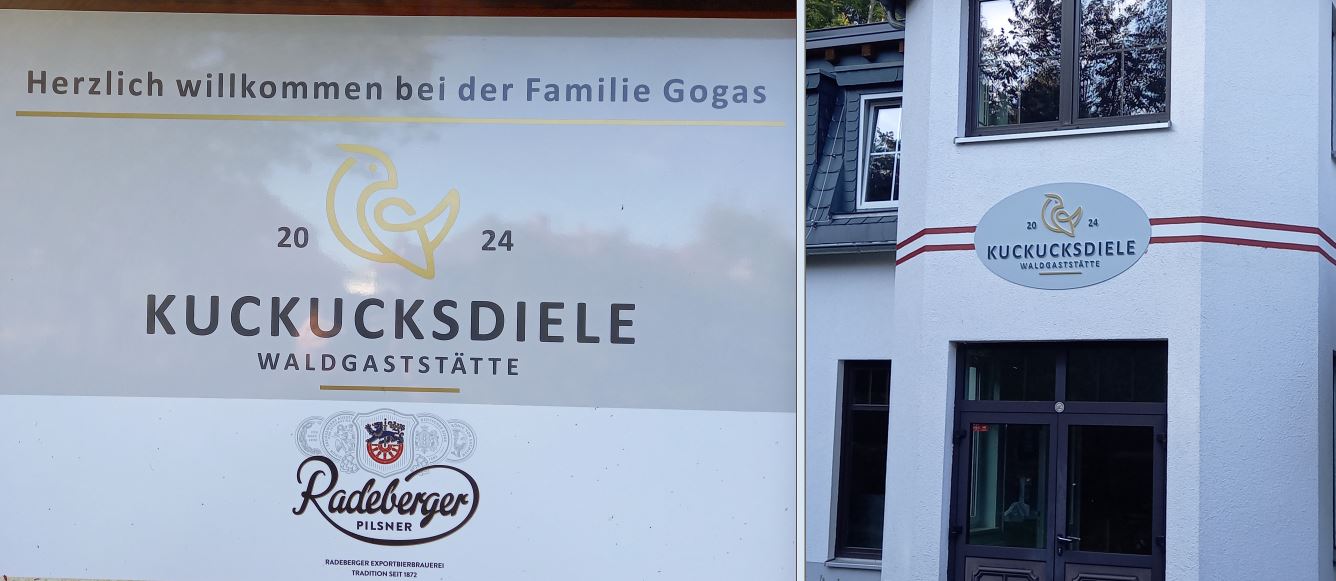 Herzlich willkommen bei der Familie Gogas
20 24
KUCKUCKSDIELE
WALDGASTSTÄTTE
Radeberger
PILSNER
RADEBERGER EXPORTBIERBRAUEREI
TRADITION SEIT 1872
20 24
KUCKUCKSDIELE
WALDGASTSTÄTTE